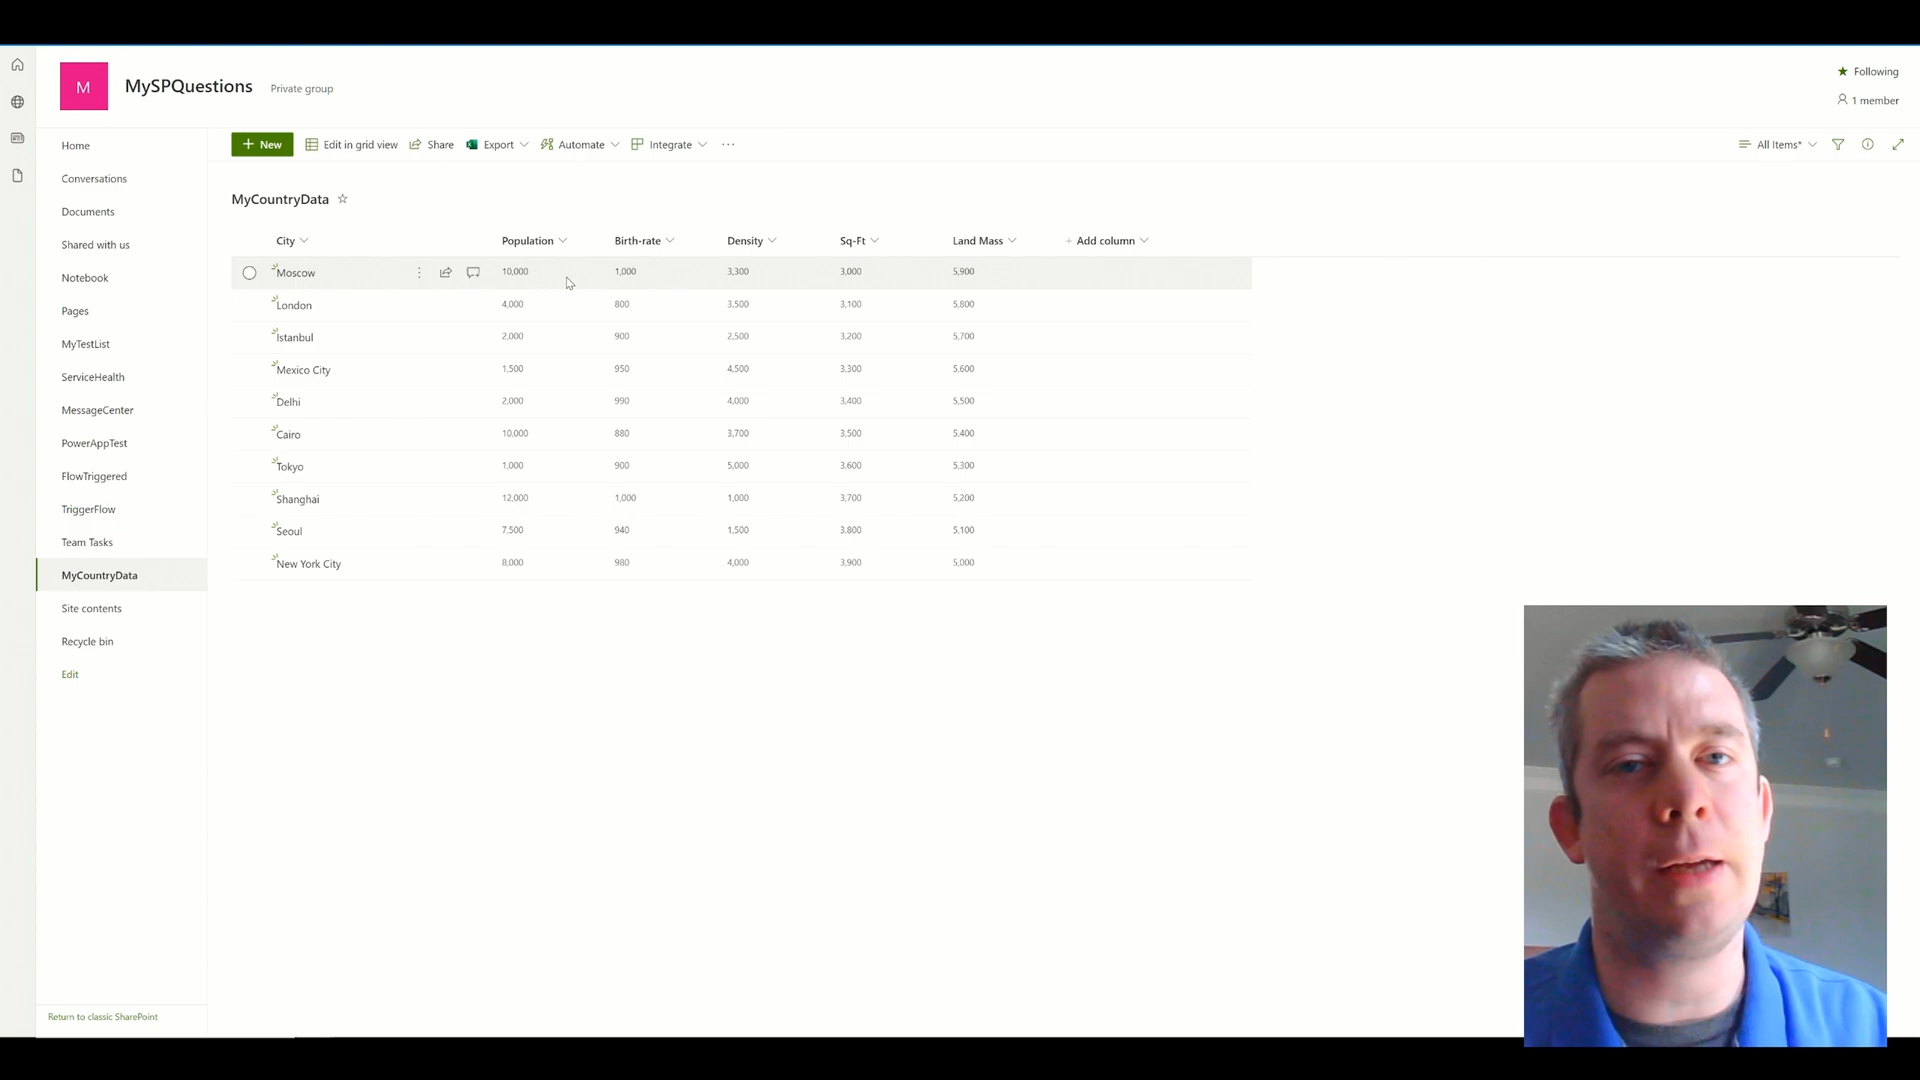 M
MySPQuestions Private group
Following
1 member
Home
Conversations
Documents
Shared with us
Notebook
Pages
MyTestList
ServiceHealth
MessageCenter
PowerAppTest
FlowTriggered
TriggerFlow
Team Tasks
MyCountryData
Site contents
Recycle bin
Edit
Return to classic SharePoint
+ New Edit in grid view Share Export Automate Integrate ··· All Items*
MyCountryData
City Population Birth-rate Density Sq-Ft Land Mass + Add column
Moscow 10,000 1,000 3,300 3,000 5,900
London 4,000 800 3,500 3,100 5,800
Istanbul 2,000 900 2,500 3,200 5,700
Mexico City 1,500 950 4,500 3,300 5,600
Delhi 2,000 990 4,000 3,400 5,500
Cairo 10,000 880 3,700 3,500 5,400
Tokyo 1,000 900 5,000 3,600 5,300
Shanghai 12,000 1,000 1,000 3,700 5,200
Seoul 7,500 940 1,500 3,800 5,100
New York City 8,000 980 4,000 3,900 5,000